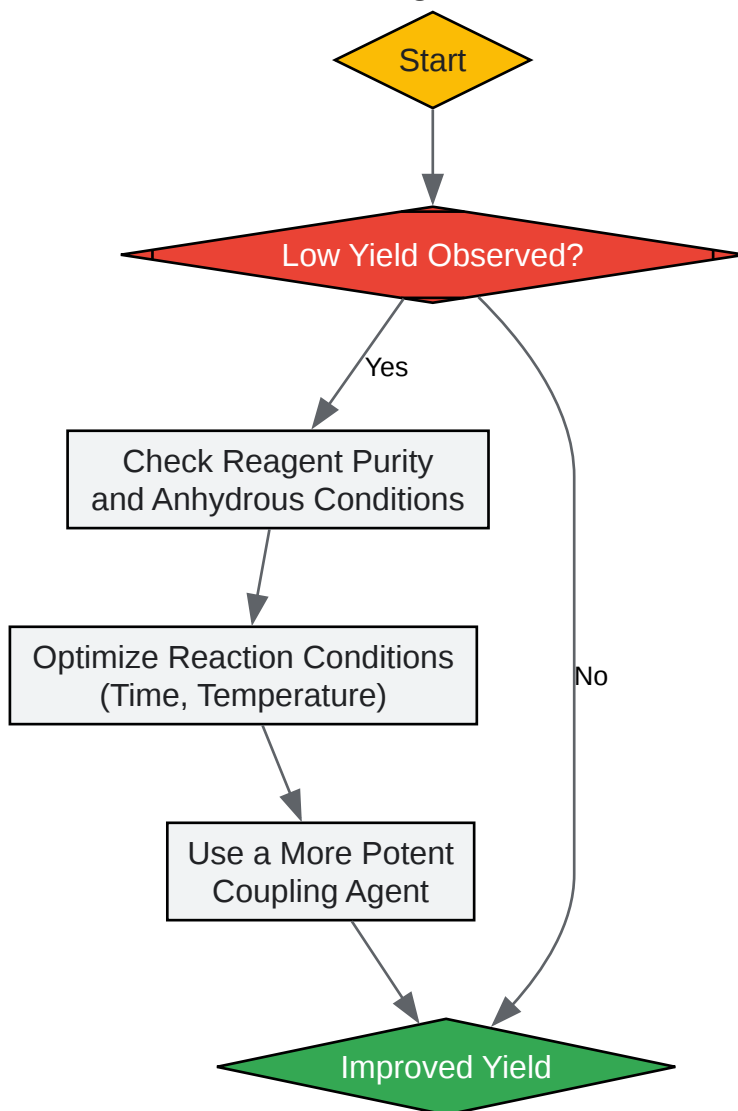 Start
Low Yield Observed?
Yes
Check Reagent Purity
and Anhydrous Conditions
Optimize Reaction Conditions
(Time, Temperature)
No
Use a More Potent
Coupling Agent
Improved Yield